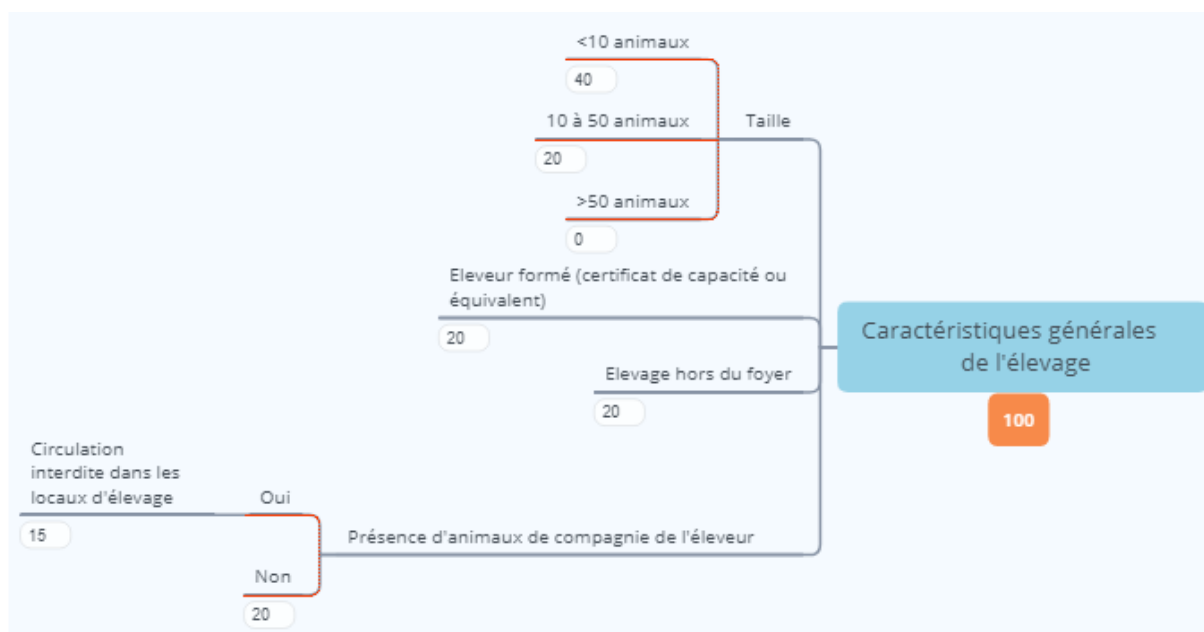 <10 animaux
40
10 à 50 animaux
Taille
20
>50 animaux
0
Eleveur formé (certificat de capacité ou
équivalent)
20
Caractéristiques générales
de l'élevage
100
Elevage hors du foyer
20
Circulation
interdite dans les
locaux d'élevage
Oui
15
Présence d'animaux de compagnie de l'éleveur
Non
20